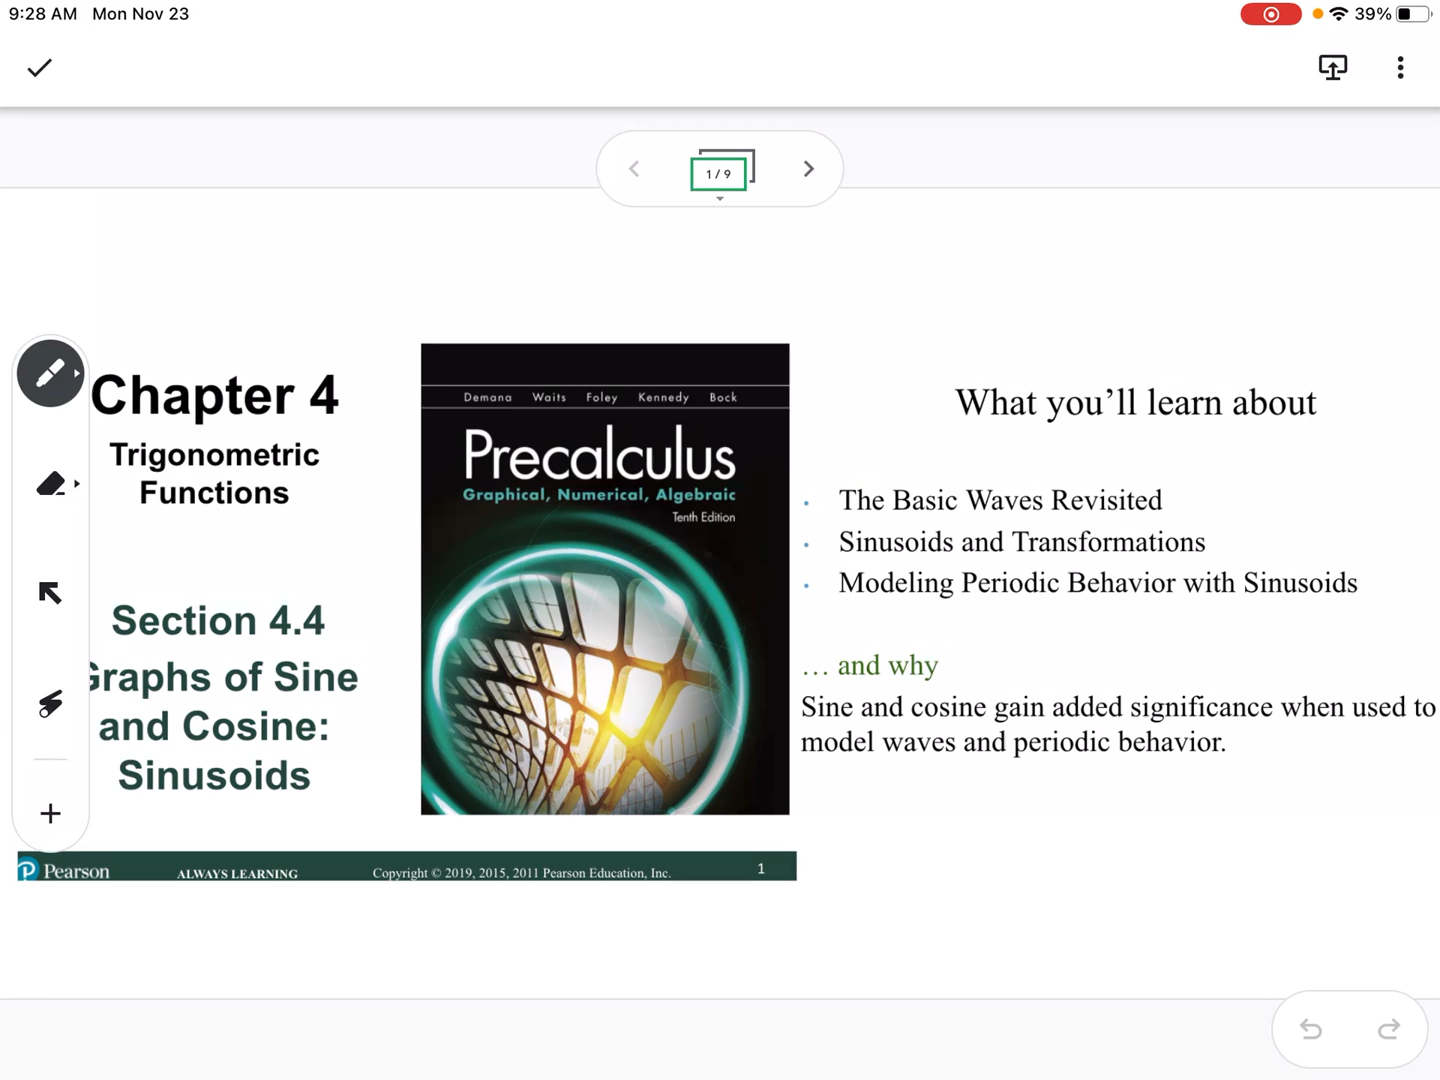 9:28 AM Mon Nov 23
39%
1 / 9
Chapter 4
Trigonometric
Functions
Section 4.4
Graphs of Sine
and Cosine:
Sinusoids
Demana Waits Foley Kennedy Bock
Precalculus
Graphical, Numerical, Algebraic
Tenth Edition
What you’ll learn about
• The Basic Waves Revisited
• Sinusoids and Transformations
• Modeling Periodic Behavior with Sinusoids
… and why
Sine and cosine gain added significance when used to
model waves and periodic behavior.
Pearson ALWAYS LEARNING Copyright © 2019, 2015, 2011 Pearson Education, Inc. 1